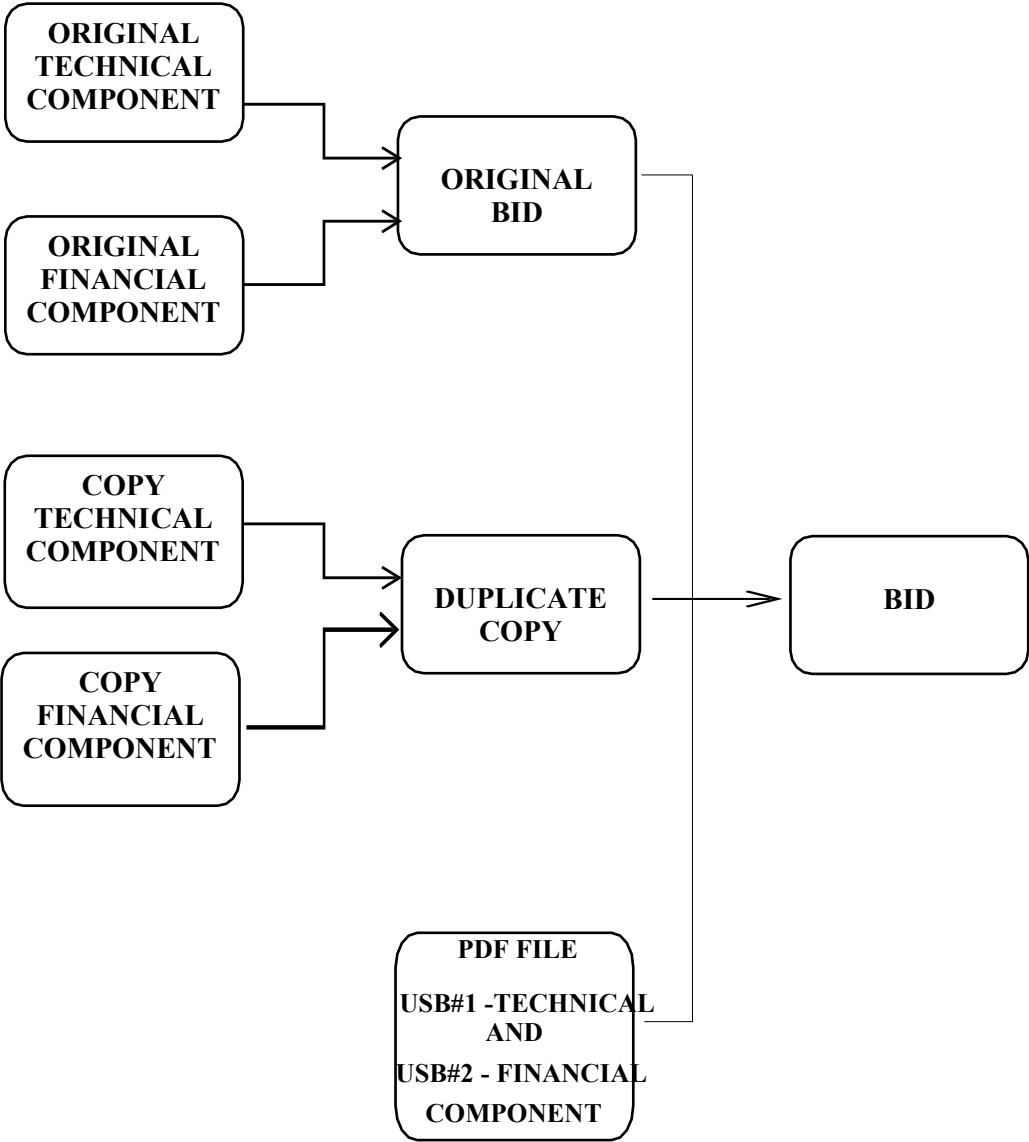 ORIGINAL
TECHNICAL
COMPONENT
ORIGINAL
FINANCIAL
COMPONENT
ORIGINAL
BID
COPY
TECHNICAL
COMPONENT
COPY
FINANCIAL
COMPONENT
DUPLICATE
COPY
BID
PDF FILE
USB#1 -TECHNICAL
AND
USB#2 - FINANCIAL
COMPONENT